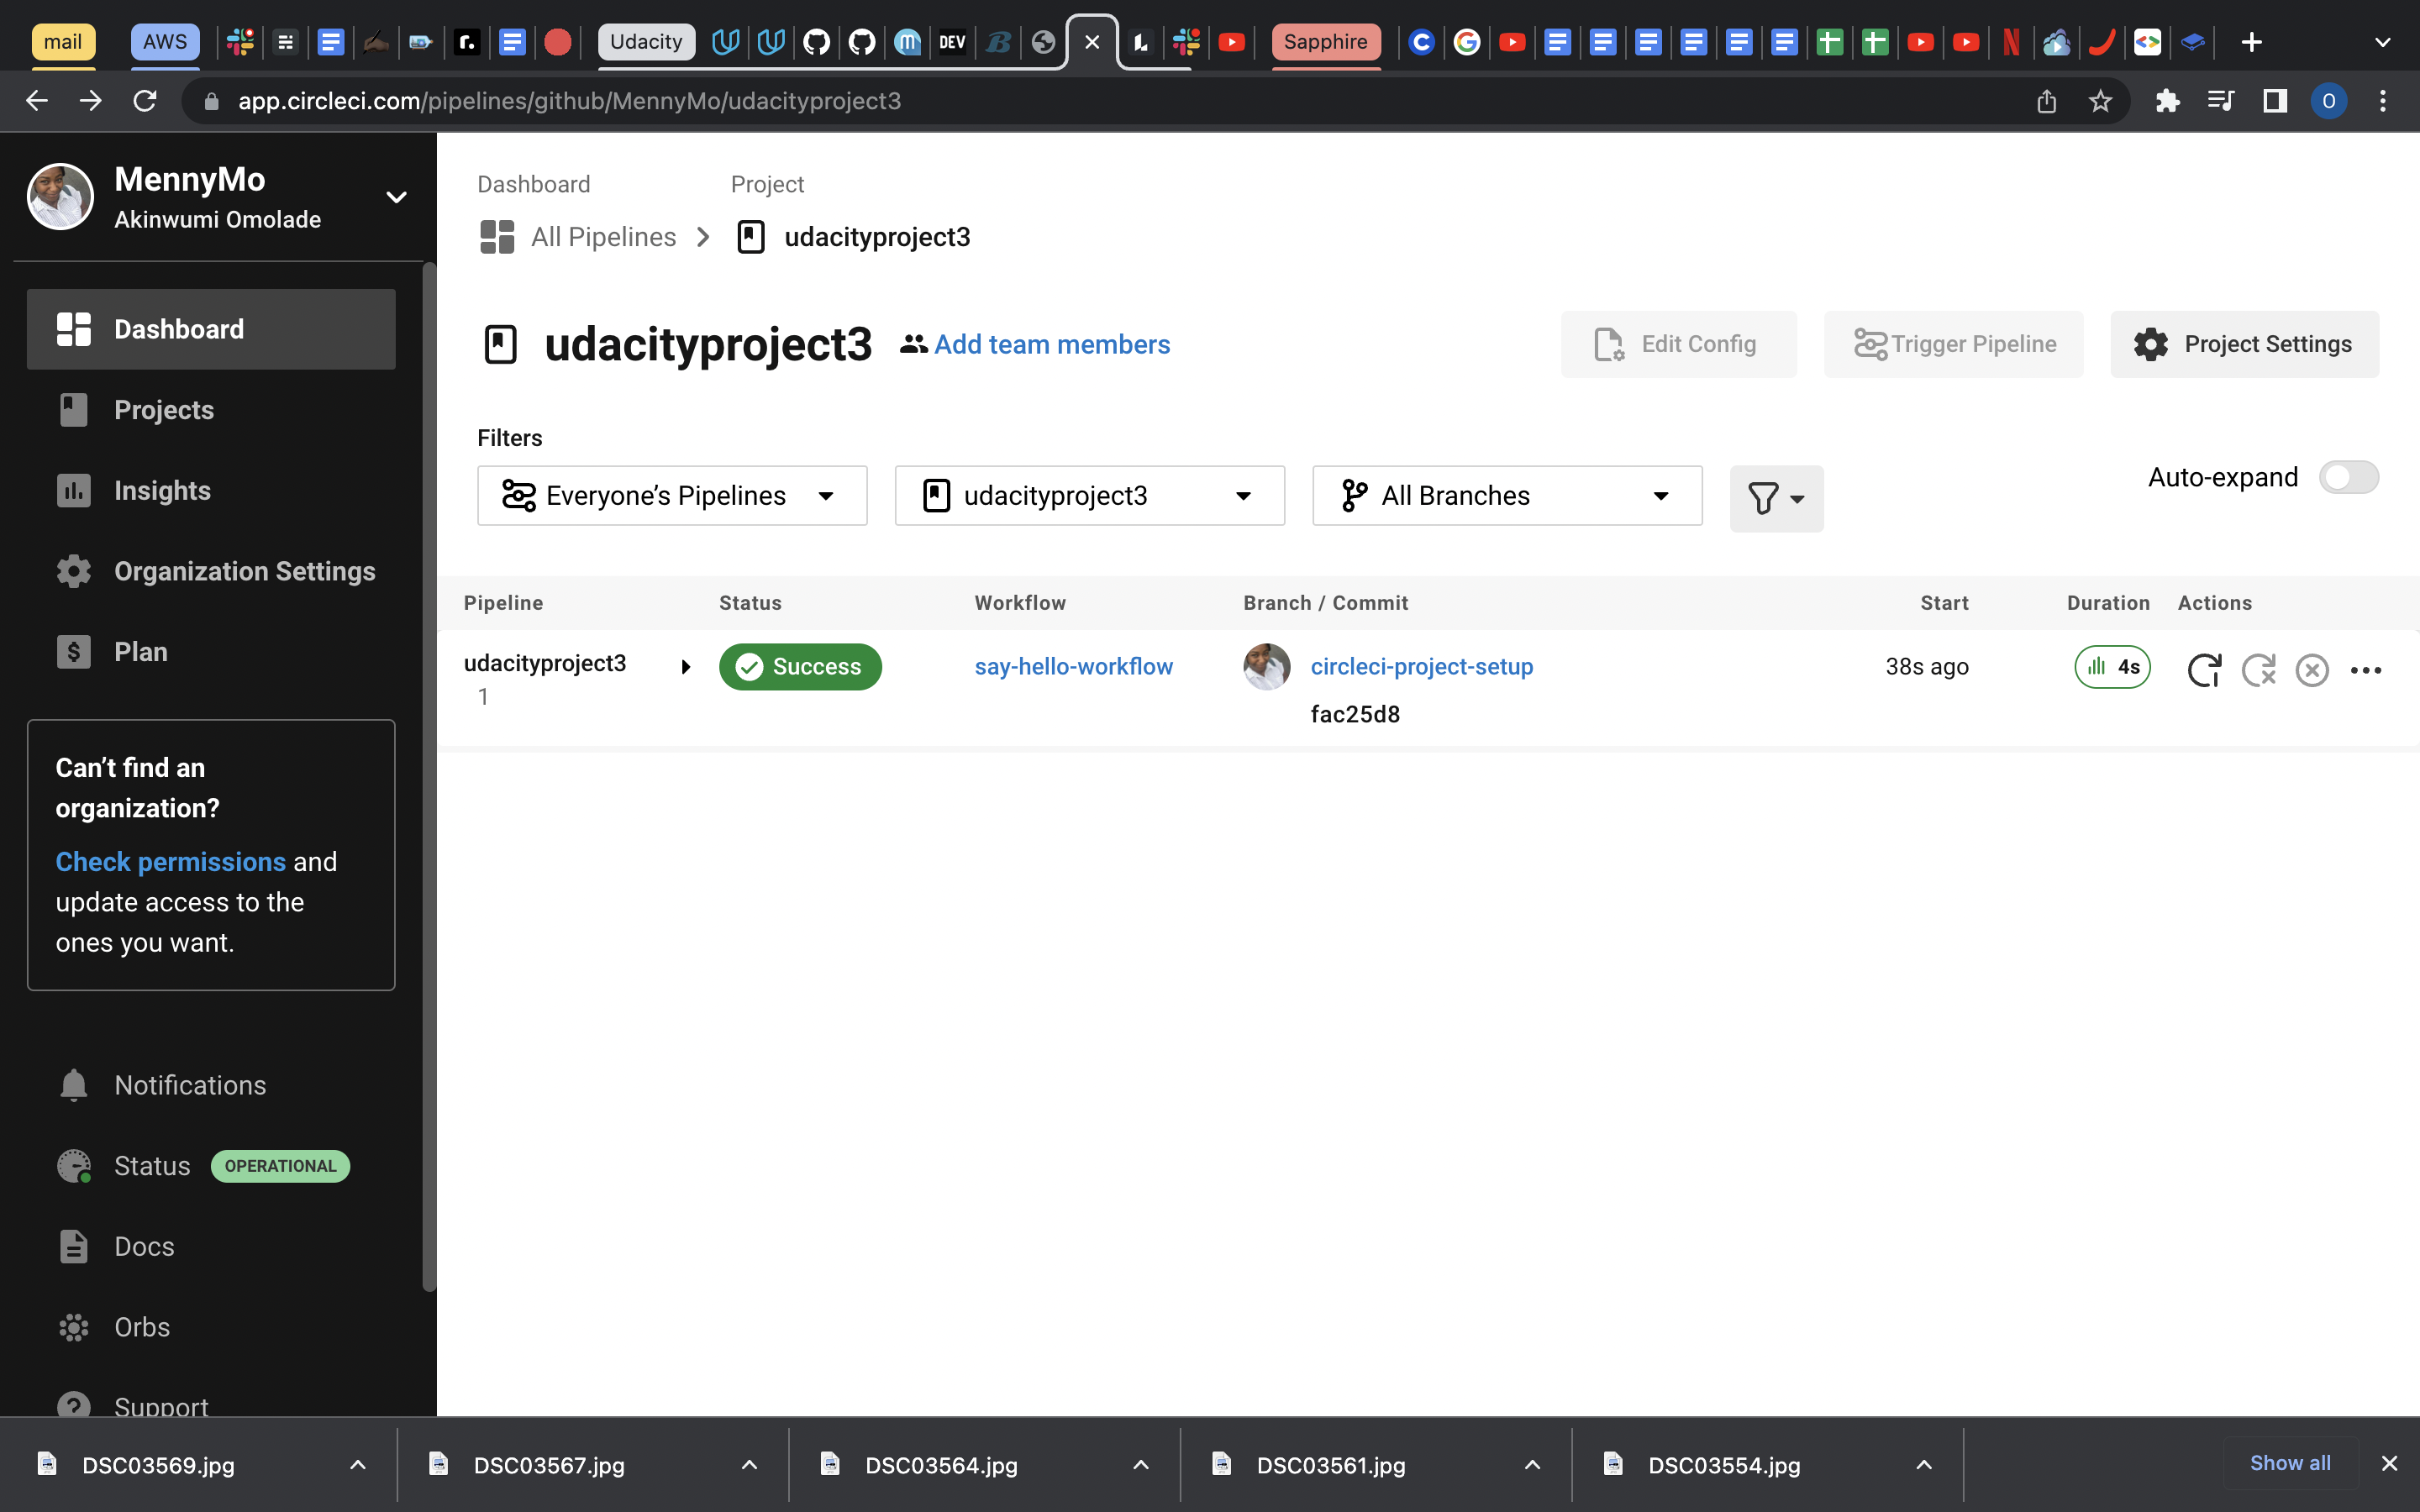 mail
AWS
Udacity
DEV
Sapphire
app.circleci.com/pipelines/github/MennyMo/udacityproject3
O
MennyMo
Akinwumi Omolade
Dashboard
Projects
Insights
Organization Settings
Plan
Can't find an
organization?
Check permissions and
update access to the
ones you want.
Notifications
Status OPERATIONAL
Docs
Orbs
Support
Dashboard Project
All Pipelines udacityproject3
udacityproject3 Add team members
Edit Config
Trigger Pipeline
Project Settings
Filters
Everyone's Pipelines
udacityproject3
All Branches
Auto-expand
Pipeline Status Workflow Branch / Commit Start Duration Actions
udacityproject3 Success say-hello-workflow circleci-project-setup 38s ago 4s
1
fac25d8
DSC03569.jpg
DSC03567.jpg
DSC03564.jpg
DSC03561.jpg
DSC03554.jpg
Show all